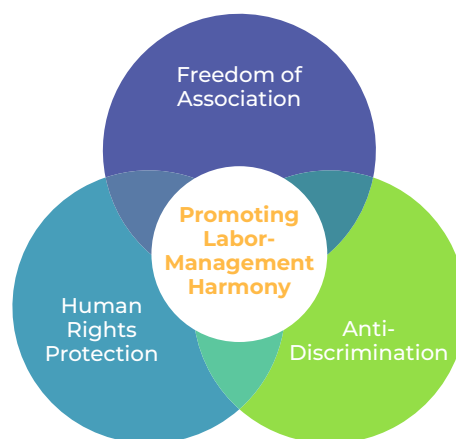 Freedom of
Association
Promoting
Labor-
Management
Harmony
Human
Rights
Protection
Anti-
Discrimination